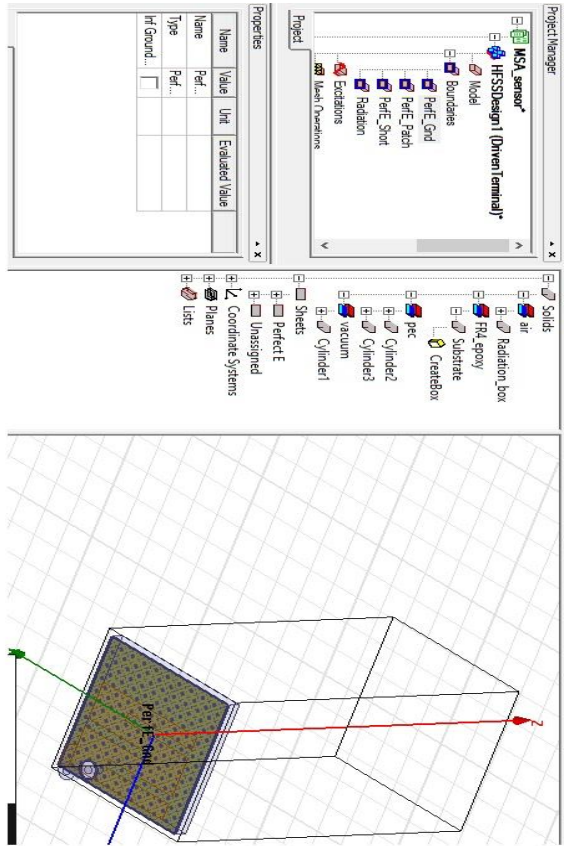 Project Manager
MSA_sensor*
HFSSDesign1 (DrivenTerminal)*
Model
Boundaries
PerfE_Gnd
PerfE_Patch
PerfE_Short
Radiation
Excitations
Mesh Operations
Project
Properties
Name Value Unit Evaluated Value
Name Perf...
Type Perf...
Inf Ground...
Solids
air
Radiation_box
FR4_epoxy
Substrate
CreateBox
pec
Cylinder2
Cylinder3
vacuum
Cylinder1
Sheets
Perfect E
Unassigned
Coordinate Systems
Planes
Lists
Z
PerfE_Gnd